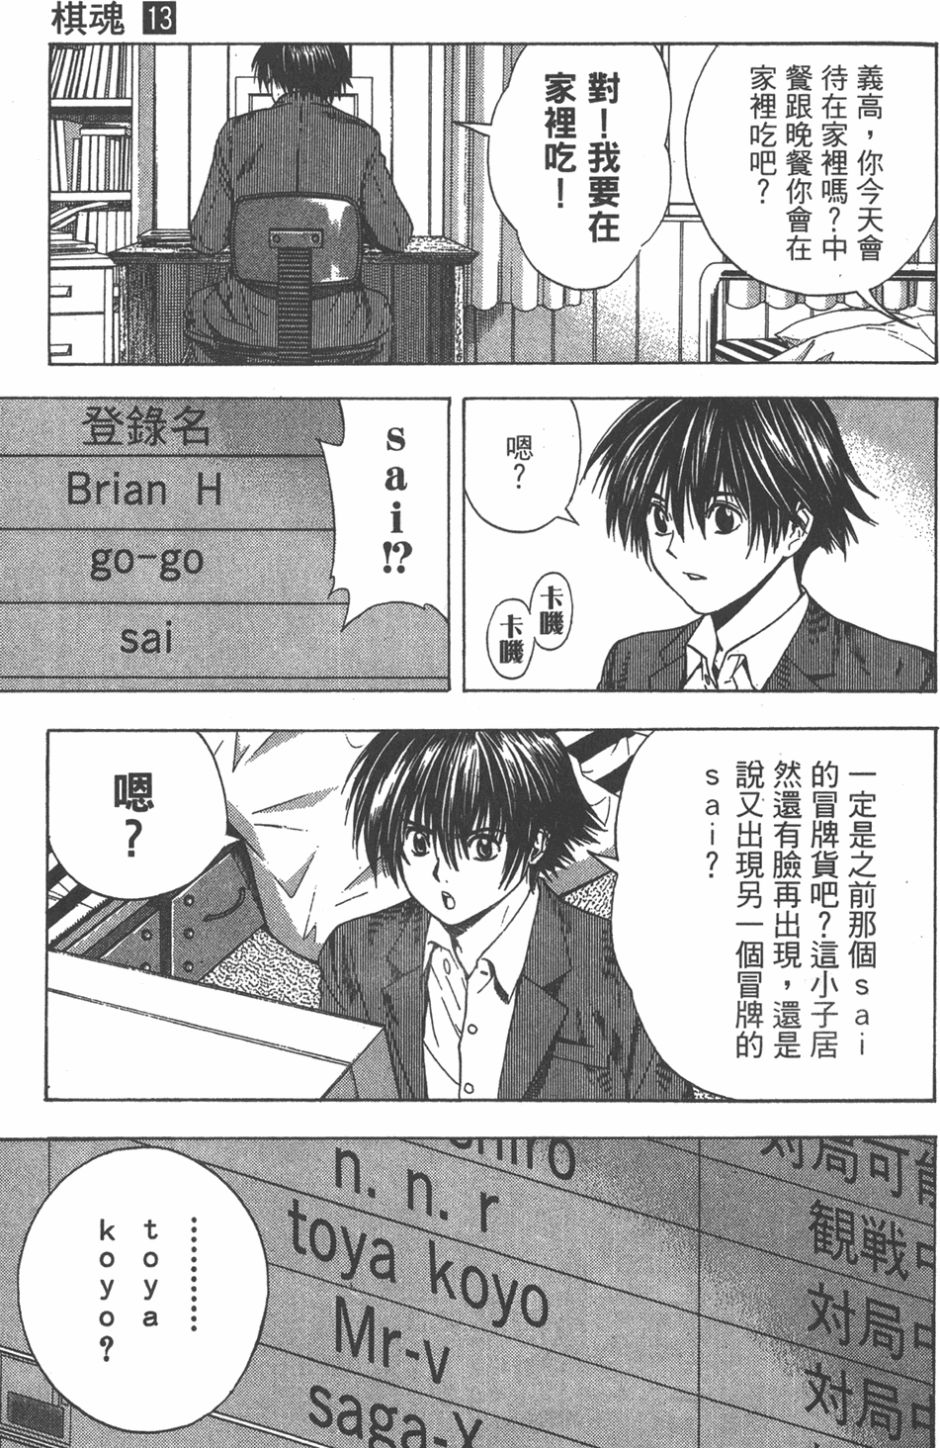 棋魂 13
義高，你今天會
待在家裡嗎？中
餐跟晚餐你會在
家裡吃吧？
對！我要在
家裡吃！
嗯？
卡嘰
卡嘰
sai!?
登錄名
Brian H
go-go
sai
一定是之前那個sai
的冒牌貨吧？這小子居
然還有臉再出現，還是
說又出現另一個冒牌的
sai？
嗯？
shiro
対局可能
n. n. r
観戦中
toya koyo
対局中
Mr-v
対局中
saga-X
………
toya
koyo?